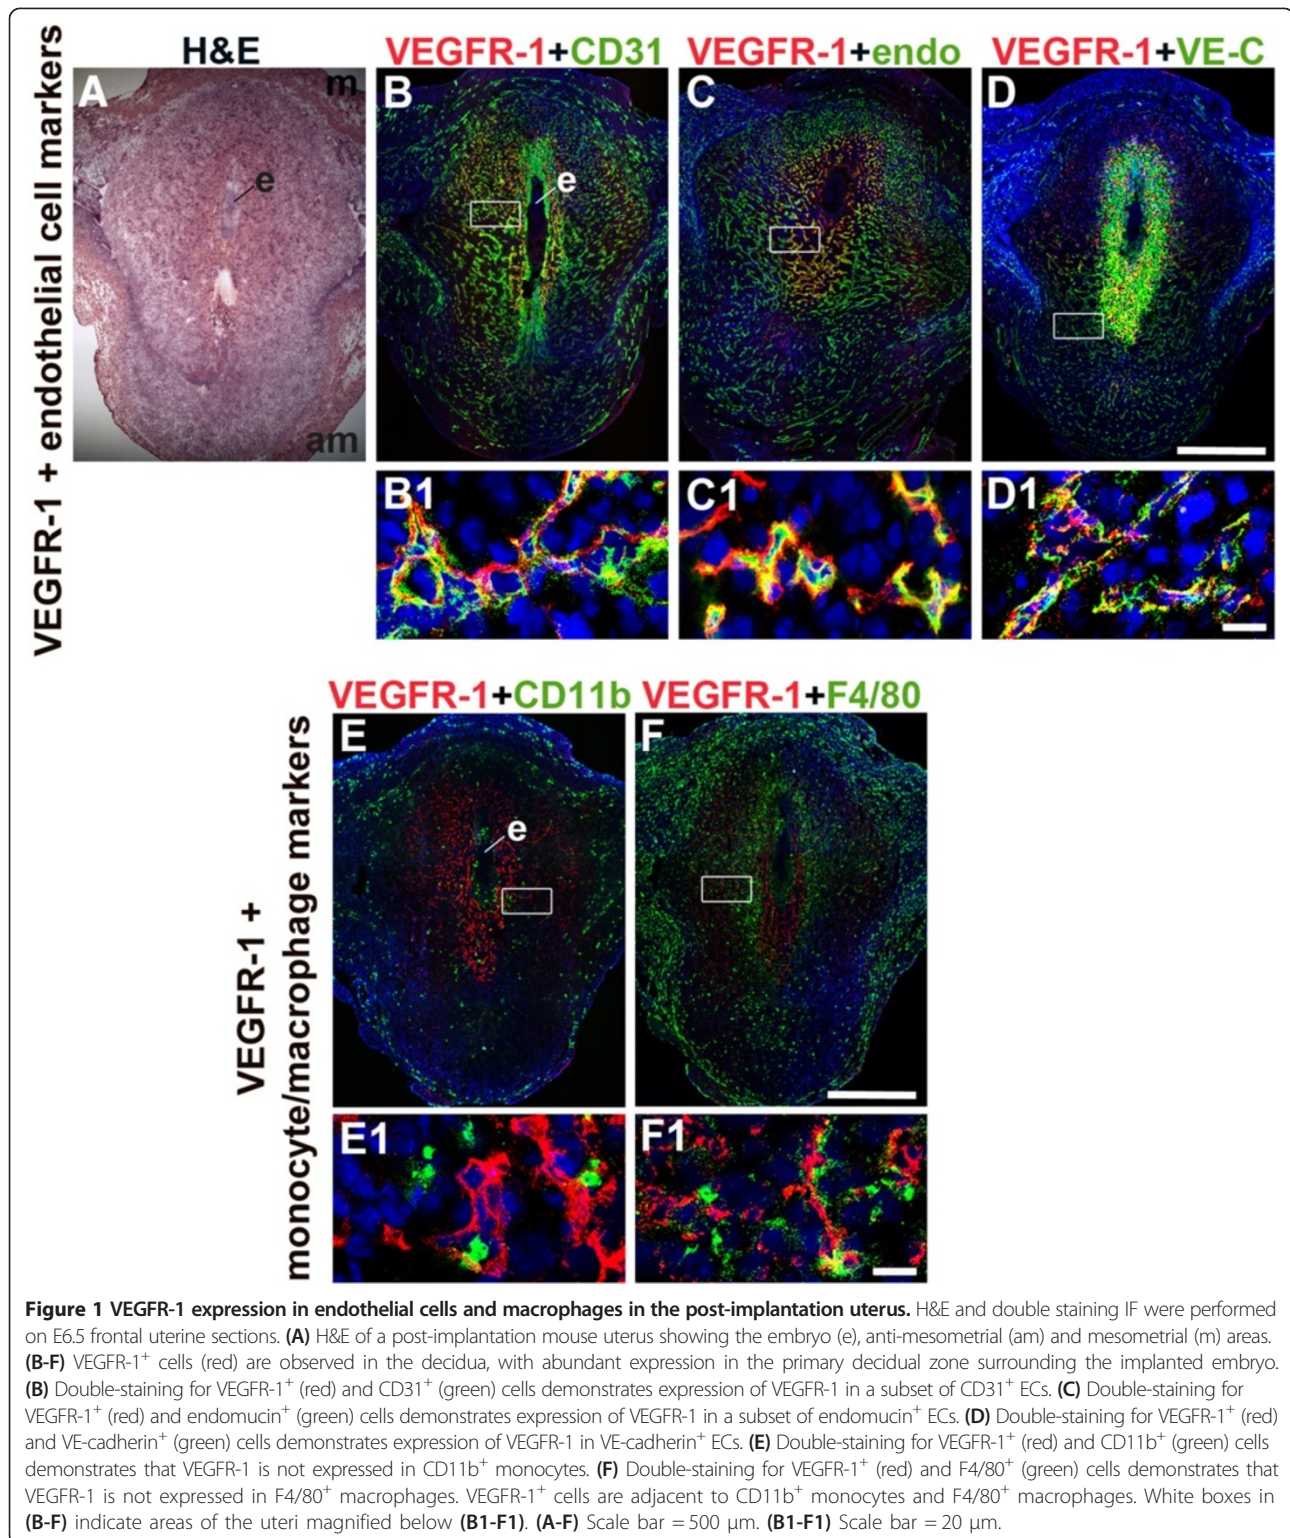 VEGFR-1 + endothelial cell markers
H&E
VEGFR-1+CD31
VEGFR-1+endo
VEGFR-1+VE-C
A
m
e
am
B
e
C
D
B1
C1
D1
VEGFR-1 +
monocyte/macrophage markers
VEGFR-1+CD11b
VEGFR-1+F4/80
E
e
F
E1
F1
Figure 1 VEGFR-1 expression in endothelial cells and macrophages in the post-implantation uterus. H&E and double staining IF were performed
on E6.5 frontal uterine sections. (A) H&E of a post-implantation mouse uterus showing the embryo (e), anti-mesometrial (am) and mesometrial (m) areas.
(B-F) VEGFR-1⁺ cells (red) are observed in the decidua, with abundant expression in the primary decidual zone surrounding the implanted embryo.
(B) Double-staining for VEGFR-1⁺ (red) and CD31⁺ (green) cells demonstrates expression of VEGFR-1 in a subset of CD31⁺ ECs. (C) Double-staining for
VEGFR-1⁺ (red) and endomucin⁺ (green) cells demonstrates expression of VEGFR-1 in a subset of endomucin⁺ ECs. (D) Double-staining for VEGFR-1⁺ (red)
and VE-cadherin⁺ (green) cells demonstrates expression of VEGFR-1 in VE-cadherin⁺ ECs. (E) Double-staining for VEGFR-1⁺ (red) and CD11b⁺ (green) cells
demonstrates that VEGFR-1 is not expressed in CD11b⁺ monocytes. (F) Double-staining for VEGFR-1⁺ (red) and F4/80⁺ (green) cells demonstrates that
VEGFR-1 is not expressed in F4/80⁺ macrophages. VEGFR-1⁺ cells are adjacent to CD11b⁺ monocytes and F4/80⁺ macrophages. White boxes in
(B-F) indicate areas of the uteri magnified below (B1-F1). (A-F) Scale bar = 500 μm. (B1-F1) Scale bar = 20 μm.